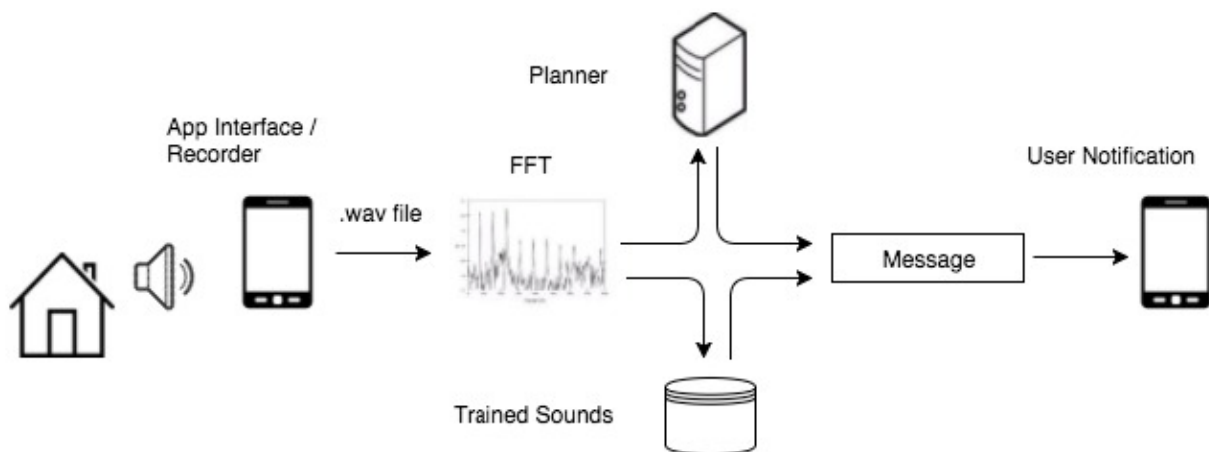 Planner
App Interface /
Recorder
User Notification
FFT
.wav file
Message
Trained Sounds